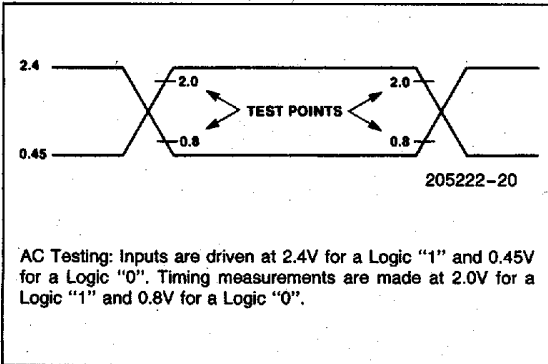 2.4
2.0 2.0
TEST POINTS
0.8 0.8
0.45
205222-20
AC Testing: Inputs are driven at 2.4V for a Logic “1” and 0.45V
for a Logic “0”. Timing measurements are made at 2.0V for a
Logic “1” and 0.8V for a Logic “0”.